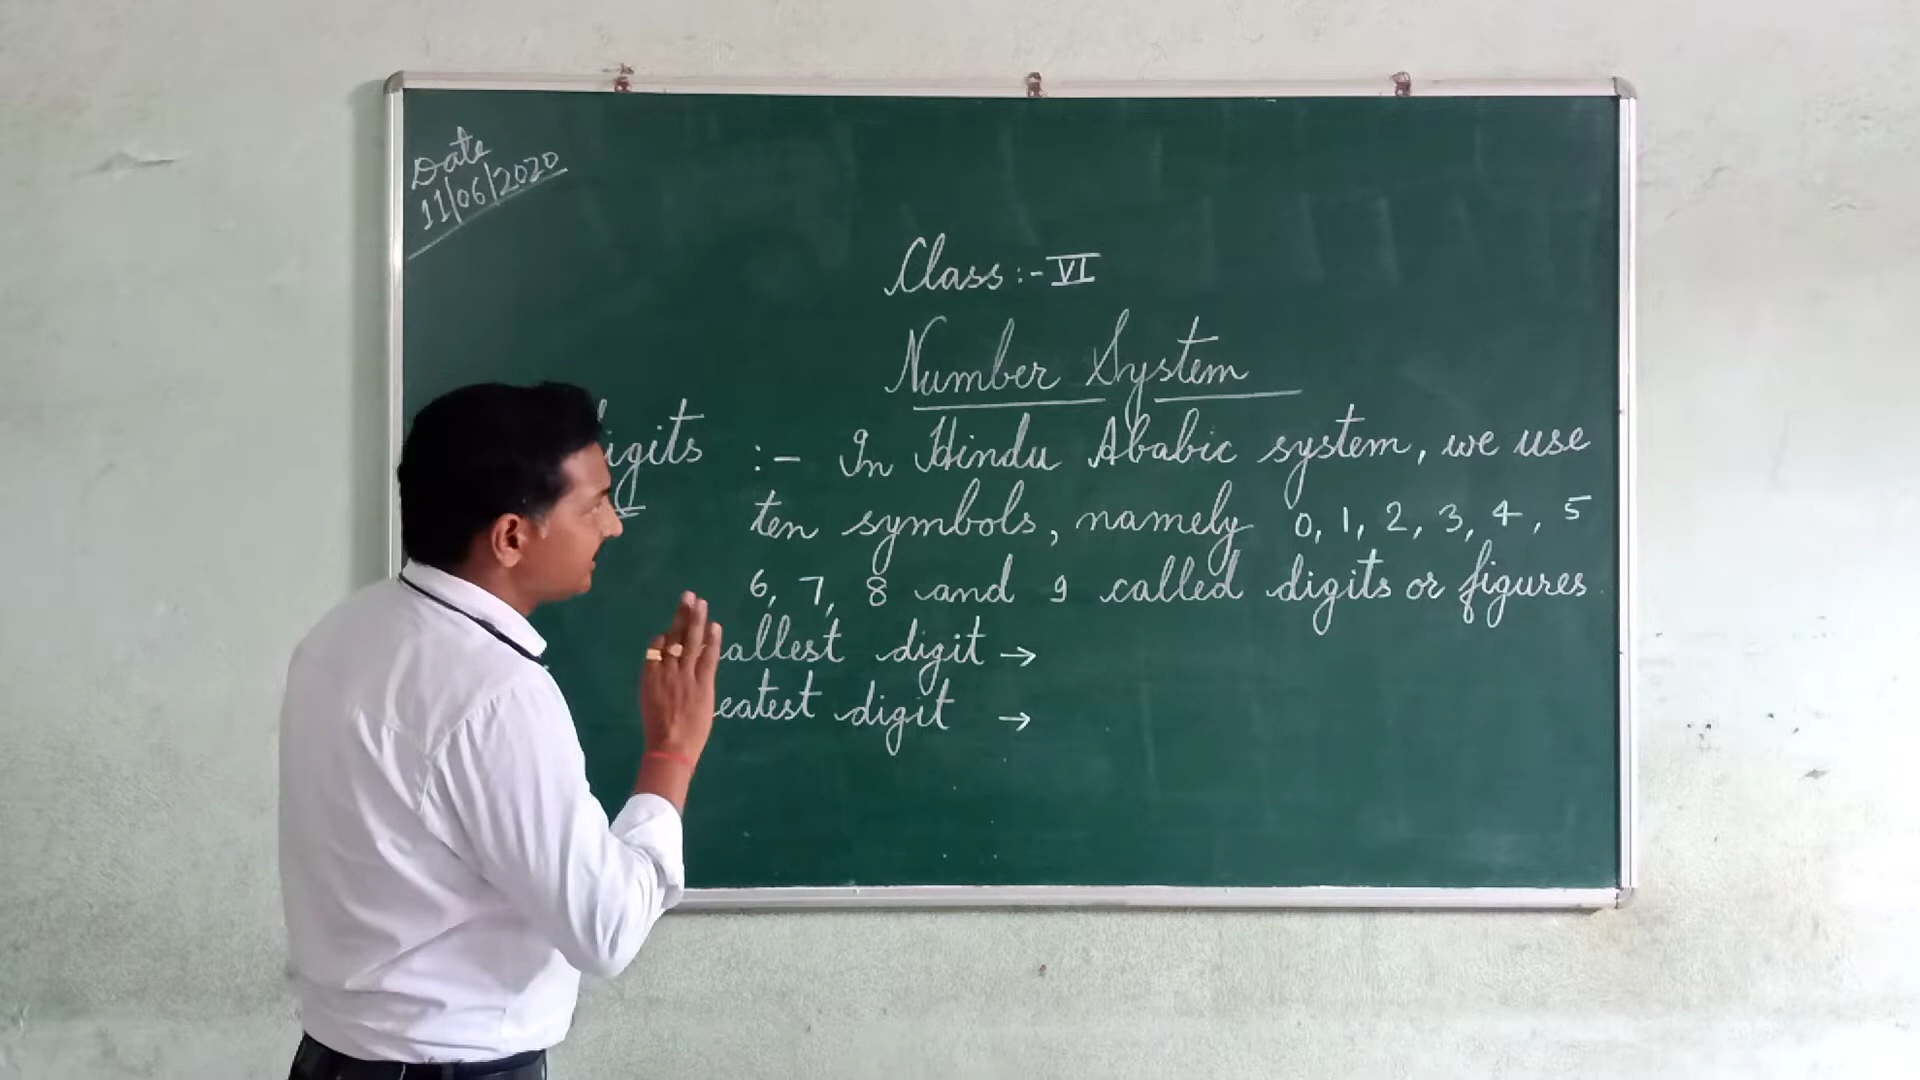 Date
11/06/2020
Class :- VI
Number System
igits :- In Hindu Ababic system, we use
ten symbols, namely 0, 1, 2, 3, 4, 5
6, 7, 8 and 9 called digits or figures
allest digit →
eatest digit →